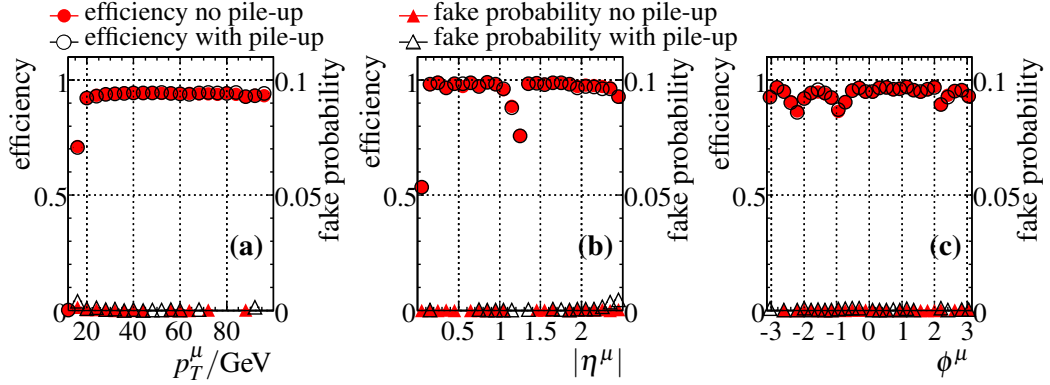 efficiency no pile-up
efficiency with pile-up
fake probability no pile-up
fake probability with pile-up
efficiency
1
0.5
0
0.1
0.05
0
fake probability
(a)
20 40 60 80
p_T^μ/GeV
efficiency
1
0.5
0
0.1
0.05
0
fake probability
(b)
0.5 1 1.5 2
|η^μ|
efficiency
1
0.5
0
0.1
0.05
0
fake probability
(c)
-3 -2 -1 0 1 2 3
ϕ^μ